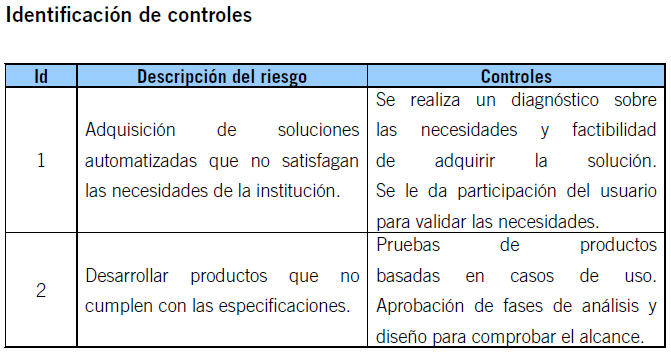 Identificación de controles
Id Descripción del riesgo Controles
1
Adquisición de soluciones
automatizadas que no satisfagan
las necesidades de la institución.
Se realiza un diagnóstico sobre
las necesidades y factibilidad
de adquirir la solución.
Se le da participación del usuario
para validar las necesidades.
2
Desarrollar productos que no
cumplen con las especificaciones.
Pruebas de productos
basadas en casos de uso.
Aprobación de fases de análisis y
diseño para comprobar el alcance.